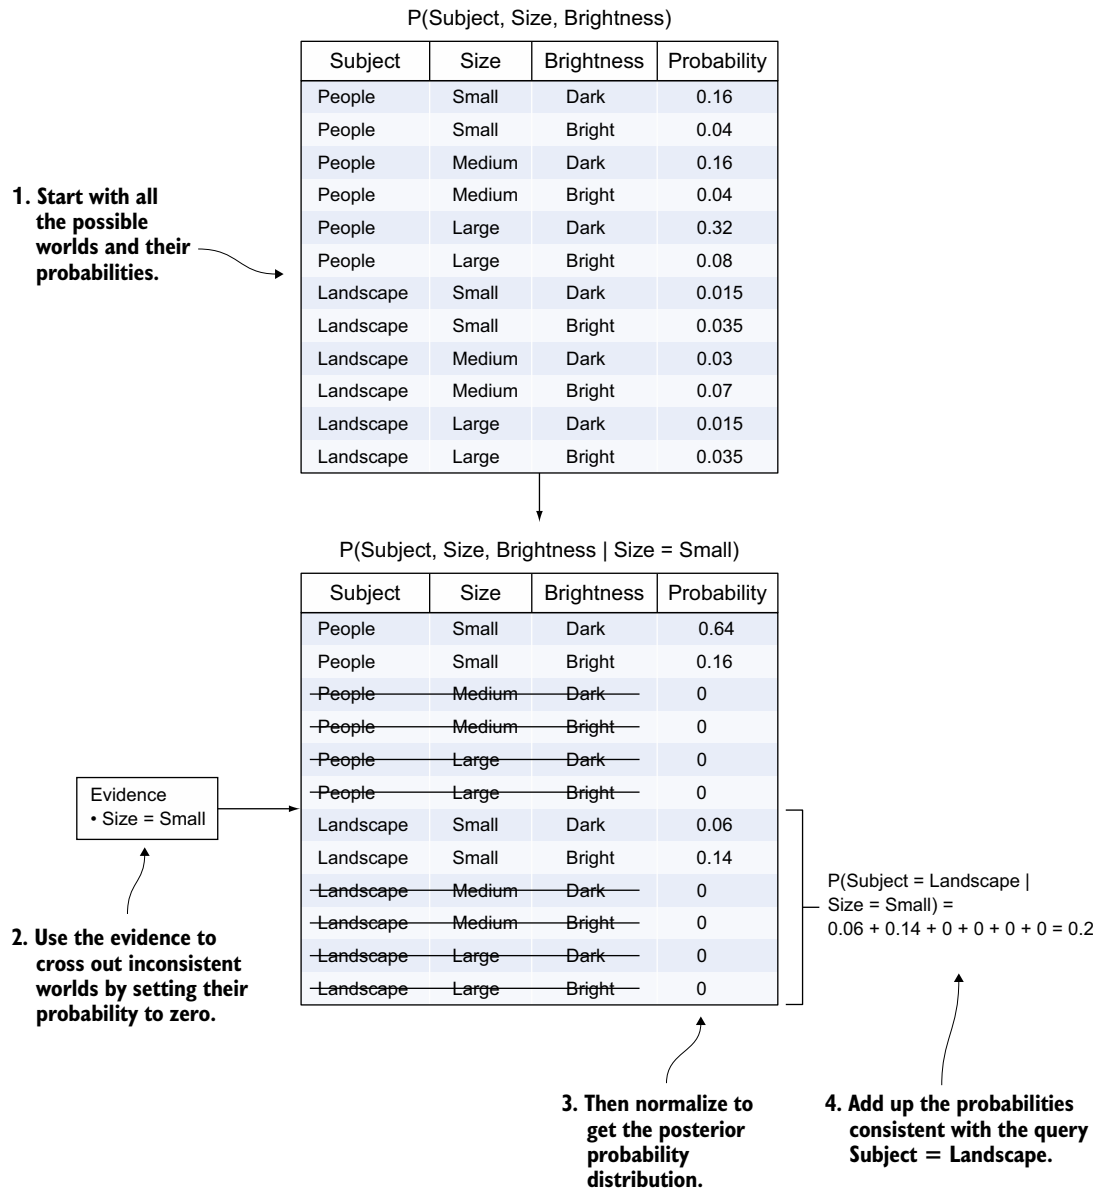 P(Subject, Size, Brightness)
Subject Size Brightness Probability
People Small Dark 0.16
People Small Bright 0.04
People Medium Dark 0.16
People Medium Bright 0.04
People Large Dark 0.32
People Large Bright 0.08
Landscape Small Dark 0.015
Landscape Small Bright 0.035
Landscape Medium Dark 0.03
Landscape Medium Bright 0.07
Landscape Large Dark 0.015
Landscape Large Bright 0.035
1. Start with all
the possible
worlds and their
probabilities.
P(Subject, Size, Brightness | Size = Small)
Subject Size Brightness Probability
People Small Dark 0.64
People Small Bright 0.16
People Medium Dark 0
People Medium Bright 0
People Large Dark 0
People Large Bright 0
Landscape Small Dark 0.06
Landscape Small Bright 0.14
Landscape Medium Dark 0
Landscape Medium Bright 0
Landscape Large Dark 0
Landscape Large Bright 0
Evidence
• Size = Small
2. Use the evidence to
cross out inconsistent
worlds by setting their
probability to zero.
P(Subject = Landscape |
Size = Small) =
0.06 + 0.14 + 0 + 0 + 0 + 0 = 0.2
3. Then normalize to
get the posterior
probability
distribution.
4. Add up the probabilities
consistent with the query
Subject = Landscape.